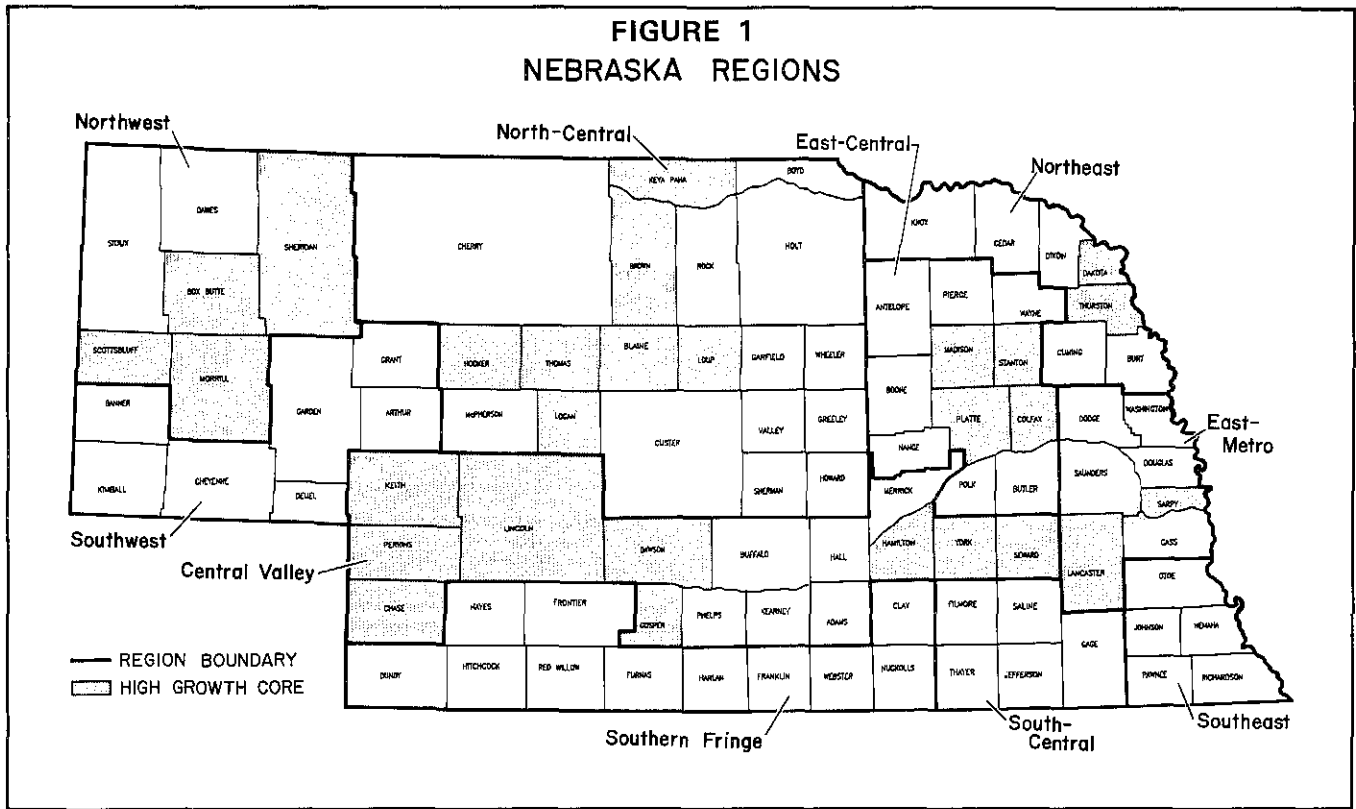 FIGURE 1
NEBRASKA REGIONS
Northwest
North-Central
East-Central
Northeast
SIOUX
DAWES
SHERIDAN
BOX BUTTE
CHERRY
KEYA PAHA
BOYD
BROWN
ROCK
HOLT
KNOX
CEDAR
DIXON
DAKOTA
ANTELOPE
PIERCE
WAYNE
THURSTON
SCOTTSBLUFF
MORRILL
BANNER
GARDEN
GRANT
HOOKER
THOMAS
BLAINE
LOUP
GARFIELD
WHEELER
BOONE
MADISON
STANTON
CUMING
BURT
ARTHUR
McPHERSON
LOGAN
CUSTER
VALLEY
GREELEY
NANCE
PLATTE
COLFAX
DODGE
WASHINGTON
East-
Metro
KIMBALL
CHEYENNE
DEUEL
KEITH
LINCOLN
SHERMAN
HOWARD
MERRICK
POLK
BUTLER
SAUNDERS
DOUGLAS
SARPY
Southwest
Central Valley
PERKINS
DAWSON
BUFFALO
HALL
HAMILTON
YORK
SEWARD
LANCASTER
CASS
OTOE
CHASE
HAYES
FRONTIER
GOSPER
PHELPS
KEARNEY
ADAMS
CLAY
FILMORE
SALINE
GAGE
JOHNSON
NEMAHA
DUNDY
HITCHCOCK
RED WILLOW
FURNAS
HARLAN
FRANKLIN
WEBSTER
NUCKOLLS
THAYER
JEFFERSON
PAWNEE
RICHARDSON
REGION BOUNDARY
HIGH GROWTH CORE
Southern Fringe
South-
Central
Southeast